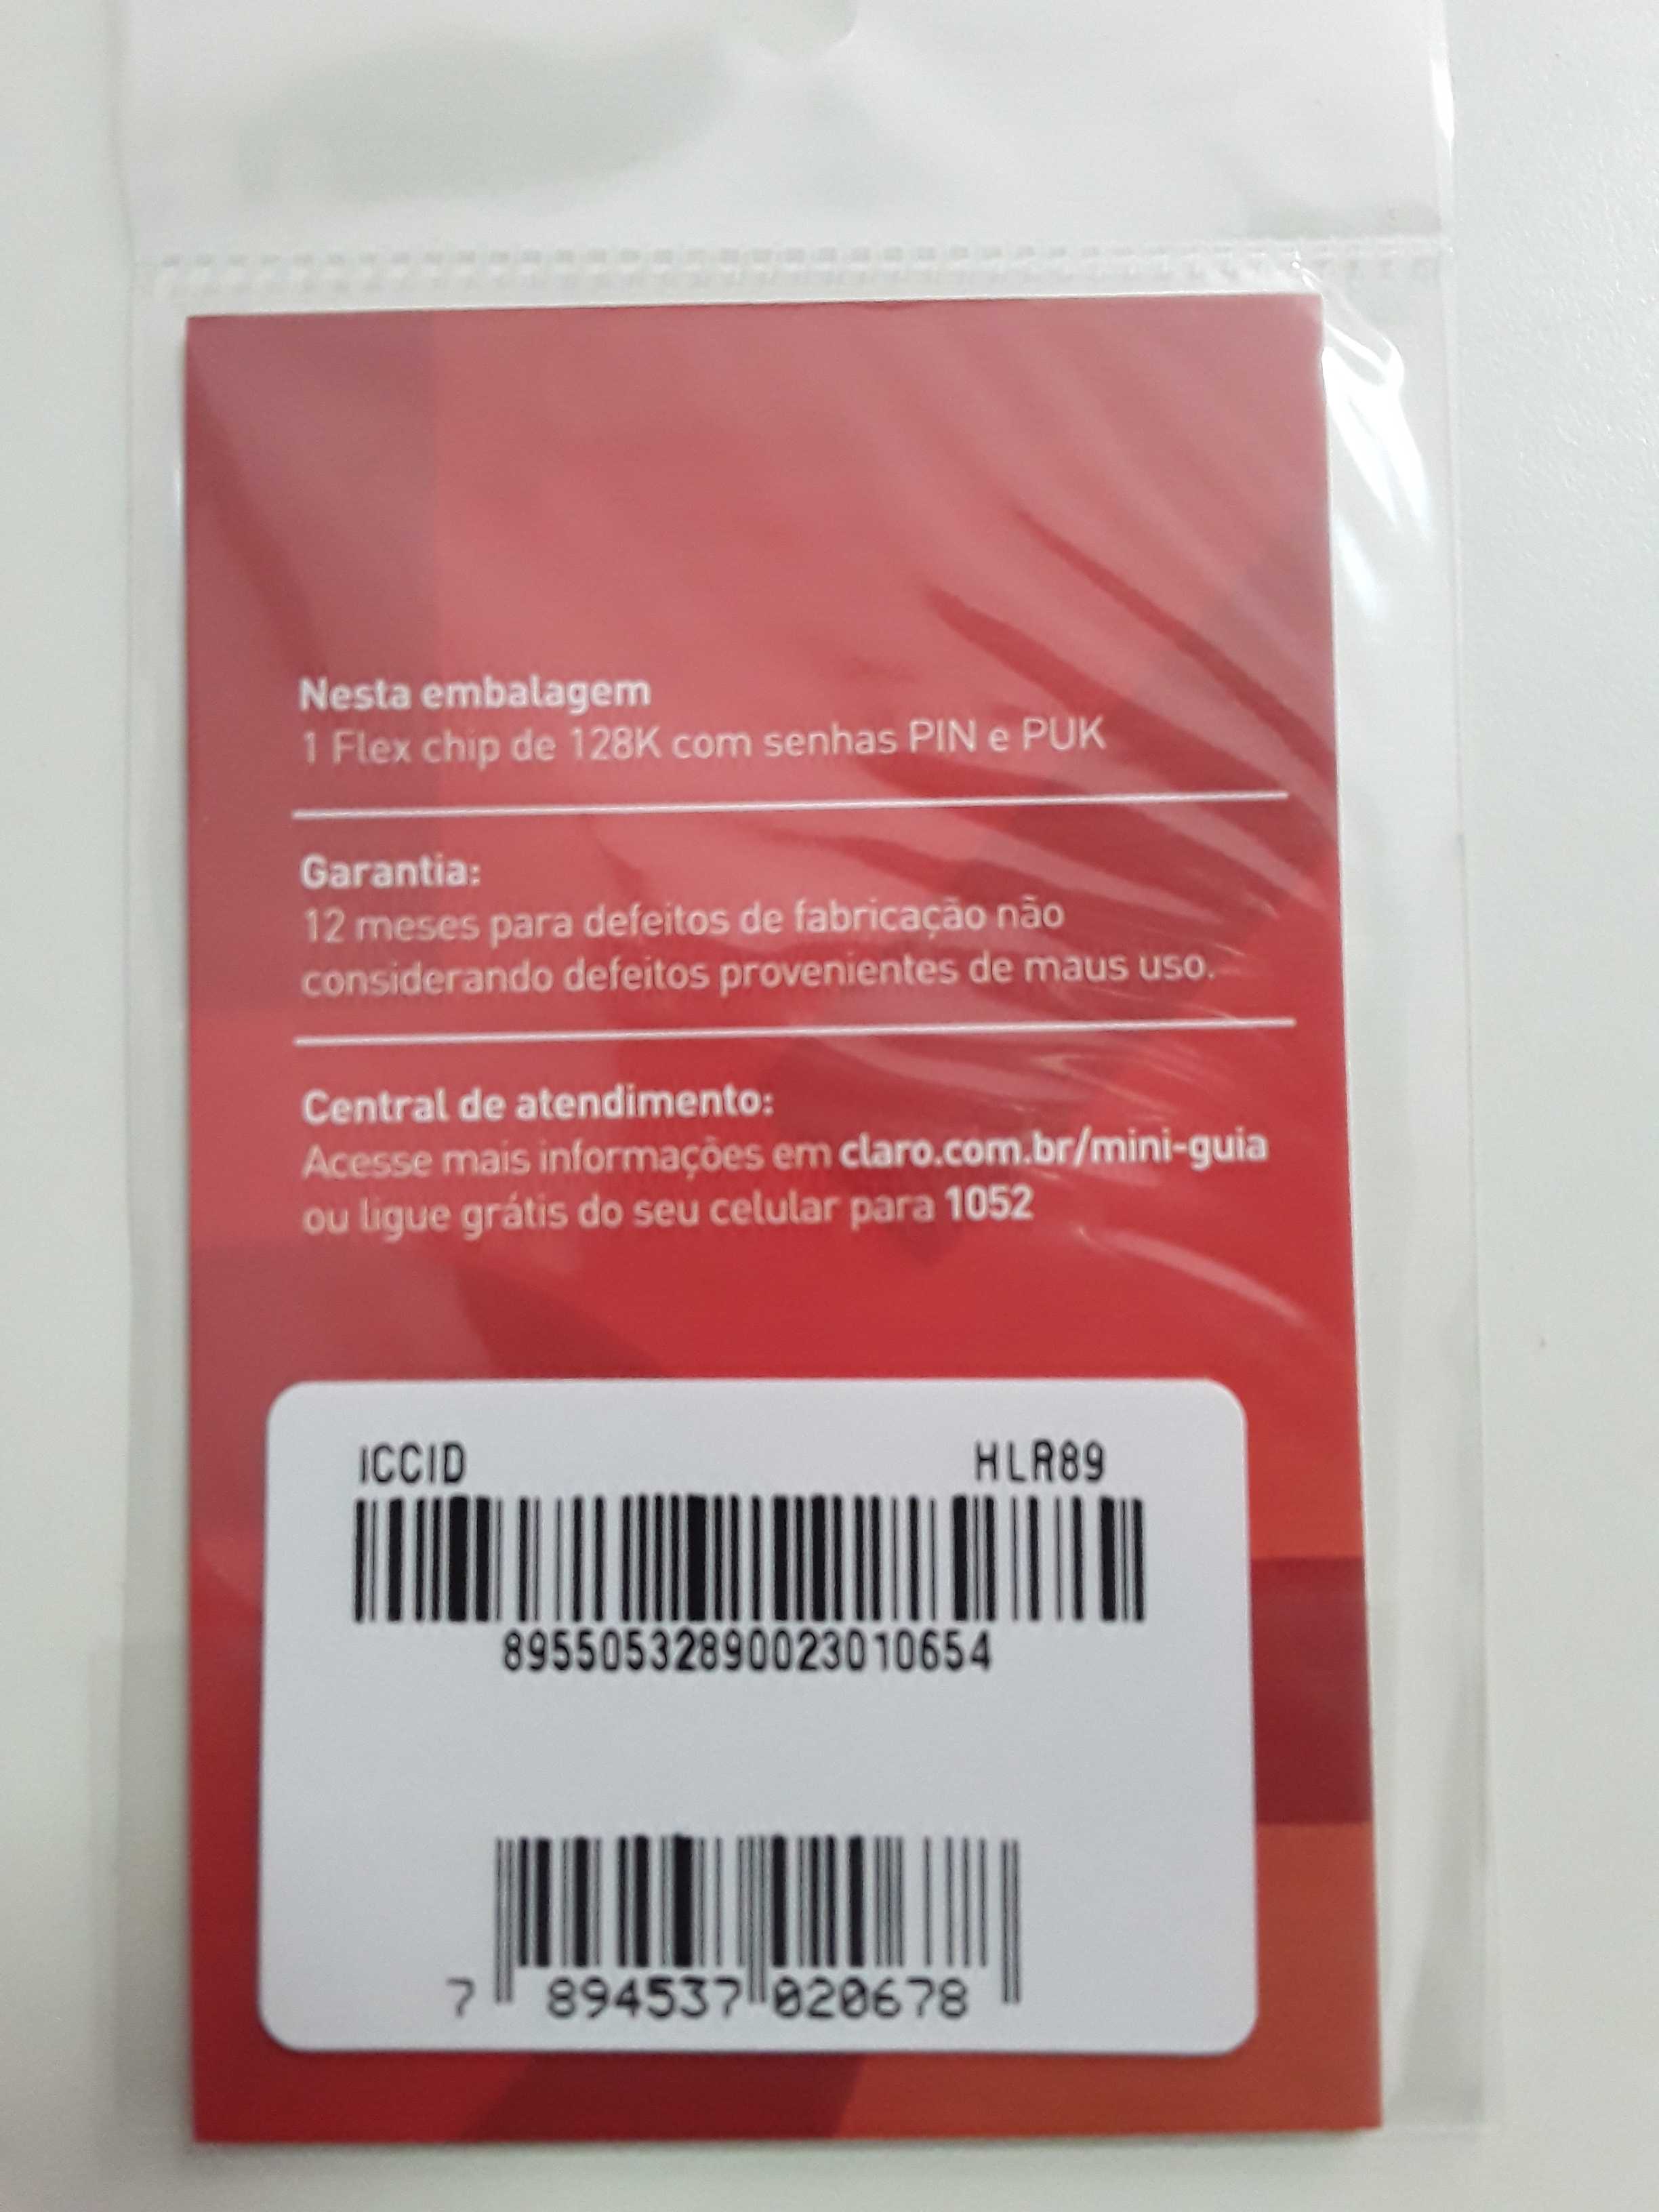 Nesta embalagem
1 Flex chip de 128K com senhas PIN e PUK
Garantia:
12 meses para defeitos de fabricação não
considerando defeitos provenientes de maus uso.
Central de atendimento:
Acesse mais informações em claro.com.br/mini-guia
ou ligue grátis do seu celular para 1052
ICCID HLR89
89550532890023010654
7 894537 020678